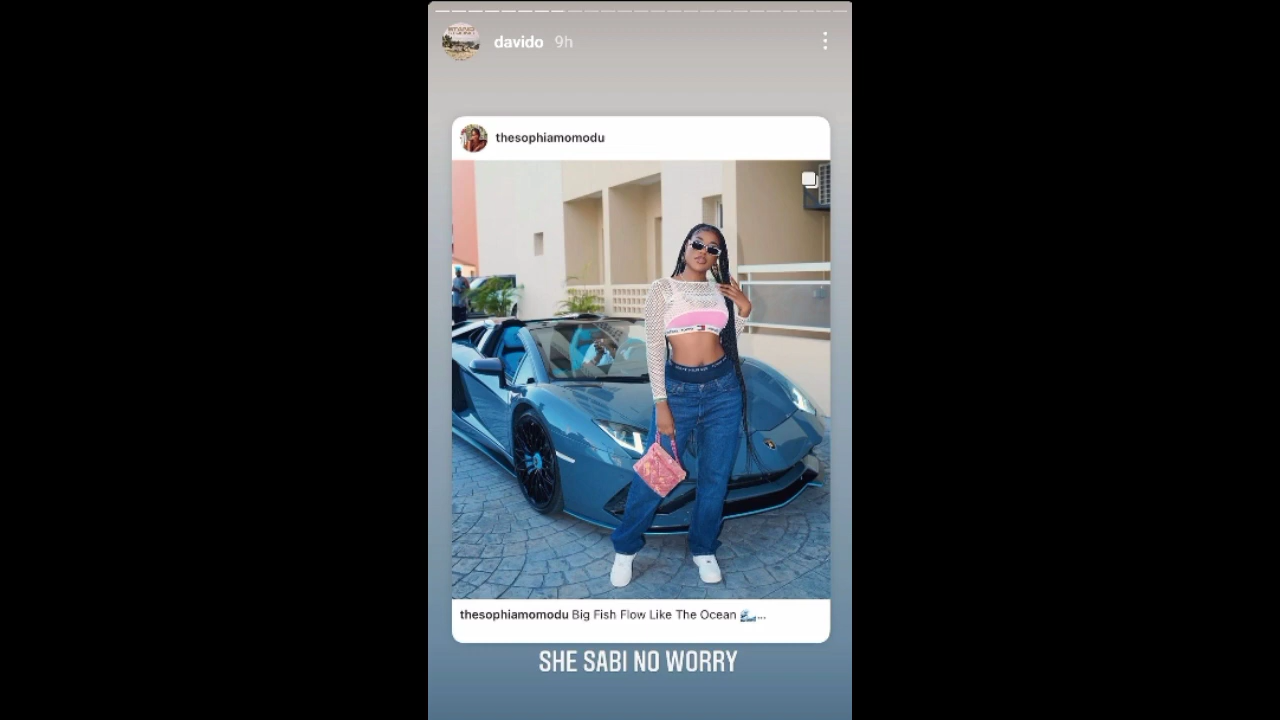 davido 9h
thesophiamomodu
thesophiamomodu Big Fish Flow Like The Ocean 🌊...
SHE SABI NO WORRY